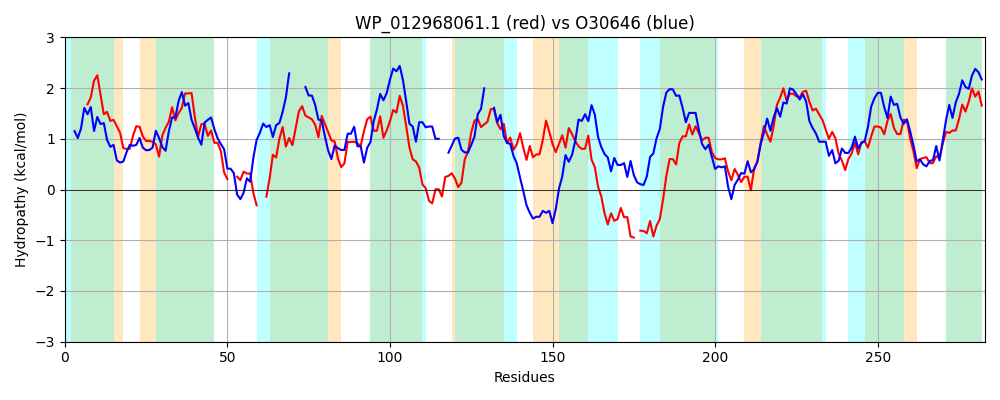 WP_012968061.1 (red) vs O30646 (blue)
Hydropathy (kcal/mol)
3
2
1
0
−1
−2
−3
0 50 100 150 200 250
Residues